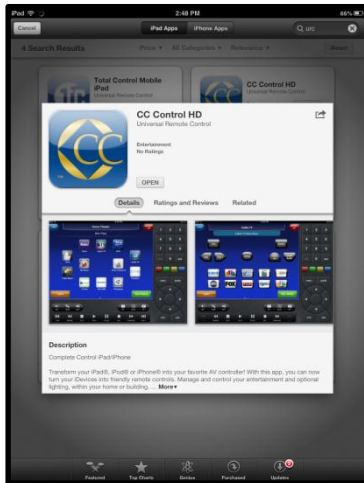 iPod
2:48 PM
66%
Cancel
iPad Apps
iPhone Apps
urc
4 Search Results
Price ▾
All Categories ▾
Relevance ▾
Reset
Total Control Mobile
iPad
Universal Remote Control
CC Control HD
Universal Remote Control
CC
CC Control HD
Universal Remote Control
Entertainment
No Ratings
OPEN
Details
Ratings and Reviews
Related
Description
Complete Control iPad/iPhone
Transform your iPad®, iPod® or iPhone® into your favorite AV controller! With this app, you can now
turn your iDevices into friendly remote controls. Manage and control your entertainment and optional
lighting, within your home or building. ... More▾
Featured
Top Charts
Genius
Purchased
Updates